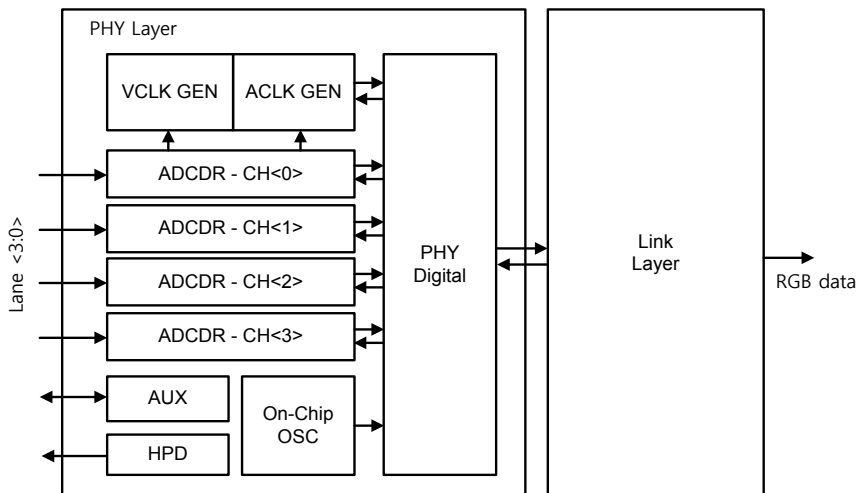 PHY Layer
VCLK GEN
ACLK GEN
ADCDR - CH<0>
ADCDR - CH<1>
ADCDR - CH<2>
ADCDR - CH<3>
Lane <3:0>
AUX
HPD
On-Chip
OSC
PHY
Digital
Link
Layer
RGB data